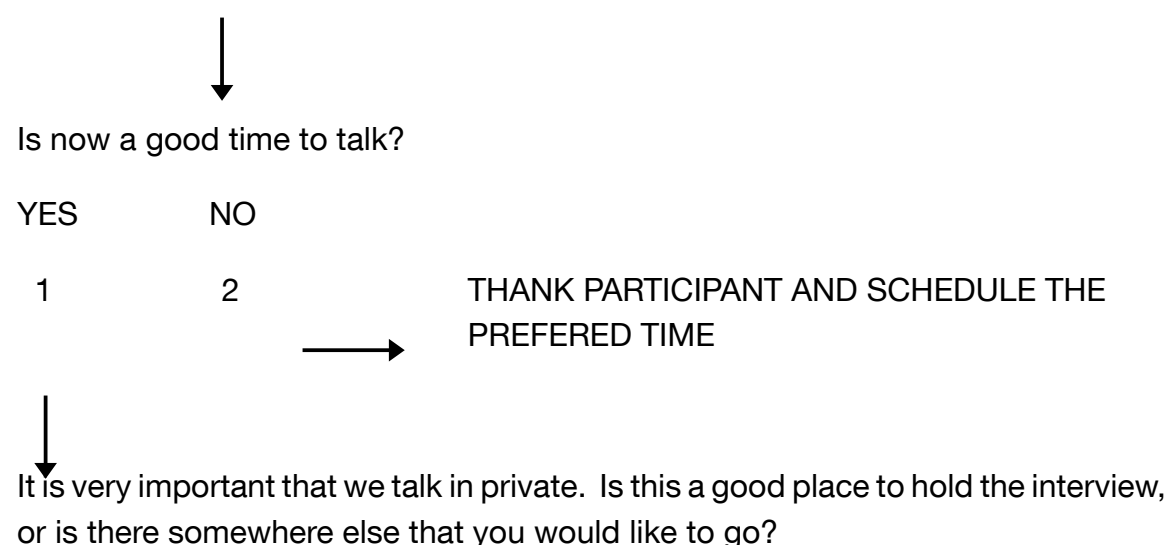 Is now a good time to talk?
YES NO
1 2 THANK PARTICIPANT AND SCHEDULE THE
PREFERED TIME
It is very important that we talk in private. Is this a good place to hold the interview,
or is there somewhere else that you would like to go?